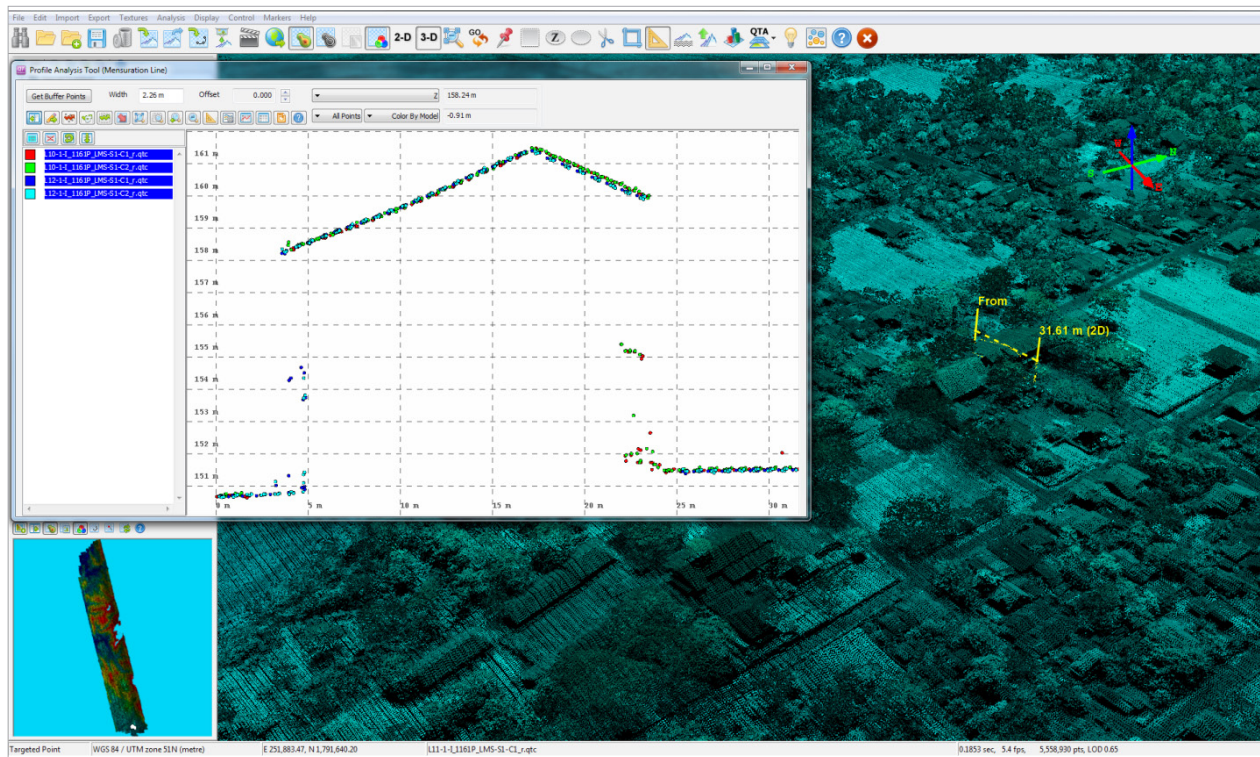 File Edit Import Export Textures Analysis Display Control Markers Help
2-D 3-D GO Z QTA
Profile Analysis Tool (Mensuration Line)
Get Buffer Points Width 2.26 m Offset 0.000 Z 158.24 m
All Points Color By Model -0.91 m
L10-1-I_1161P_LMS-S1-C1_r.qtc
L10-1-I_1161P_LMS-S1-C2_r.qtc
L12-1-I_1161P_LMS-S1-C1_r.qtc
L12-1-I_1161P_LMS-S1-C2_r.qtc
161 m
160 m
159 m
158 m
157 m
156 m
155 m
154 m
153 m
152 m
151 m
0 m 5 m 10 m 15 m 20 m 25 m 30 m
N
S
E
From
31.61 m (2D)
Targeted Point WGS 84 / UTM zone 51N (metre) E 251,883.47, N 1,791,640.20 L11-1-I_1161P_LMS-S1-C1_r.qtc 0.1853 sec, 5.4 fps, 5,558,930 pts, LOD 0.65